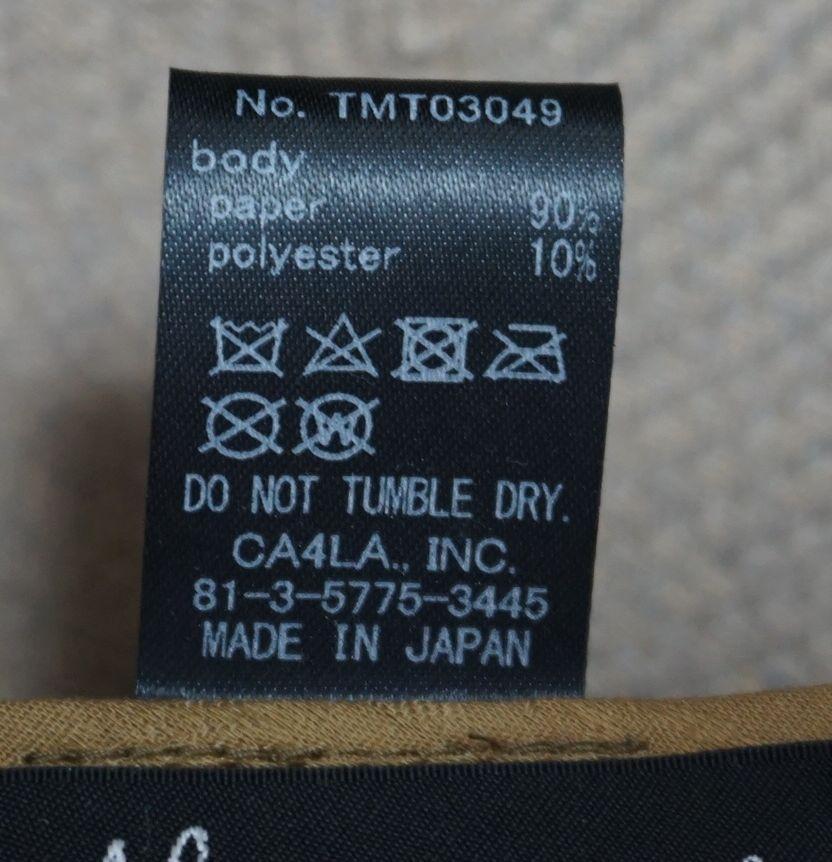 No. TMT03049
body
paper 90%
polyester 10%
W
DO NOT TUMBLE DRY.
CA4LA., INC.
81-3-5775-3445
MADE IN JAPAN